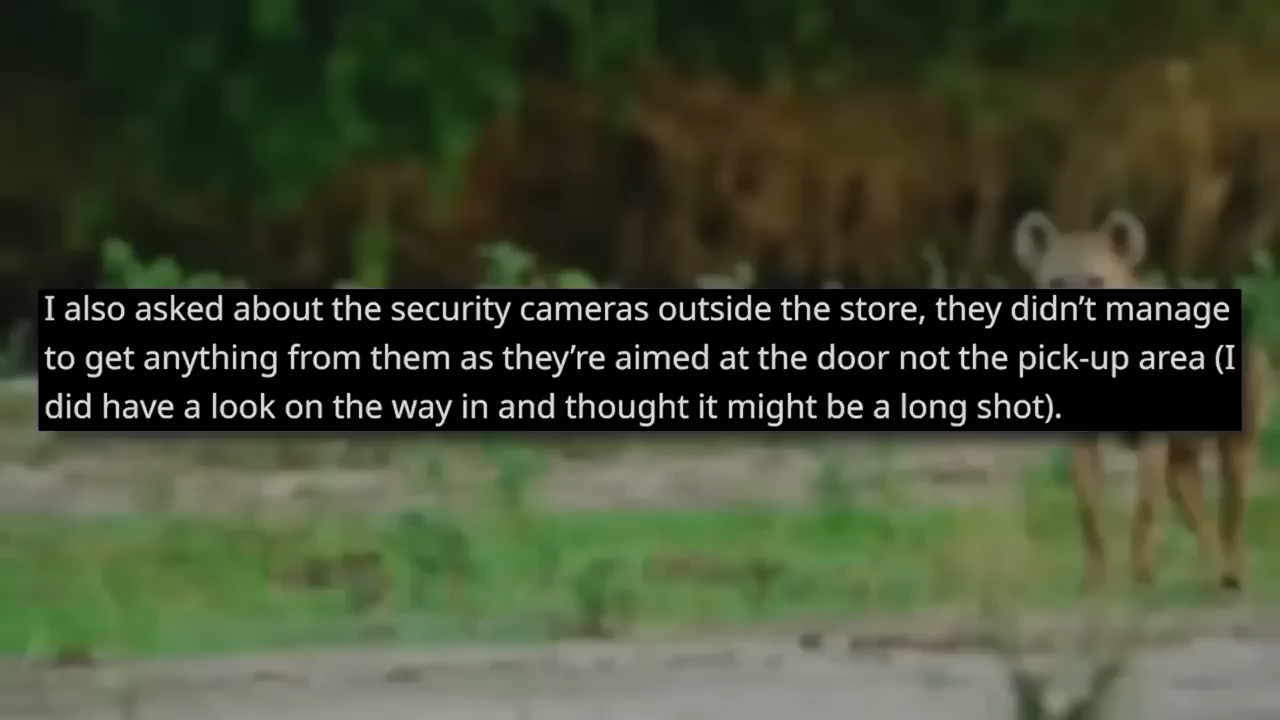 I also asked about the security cameras outside the store, they didn’t manage
to get anything from them as they’re aimed at the door not the pick-up area (I
did have a look on the way in and thought it might be a long shot).